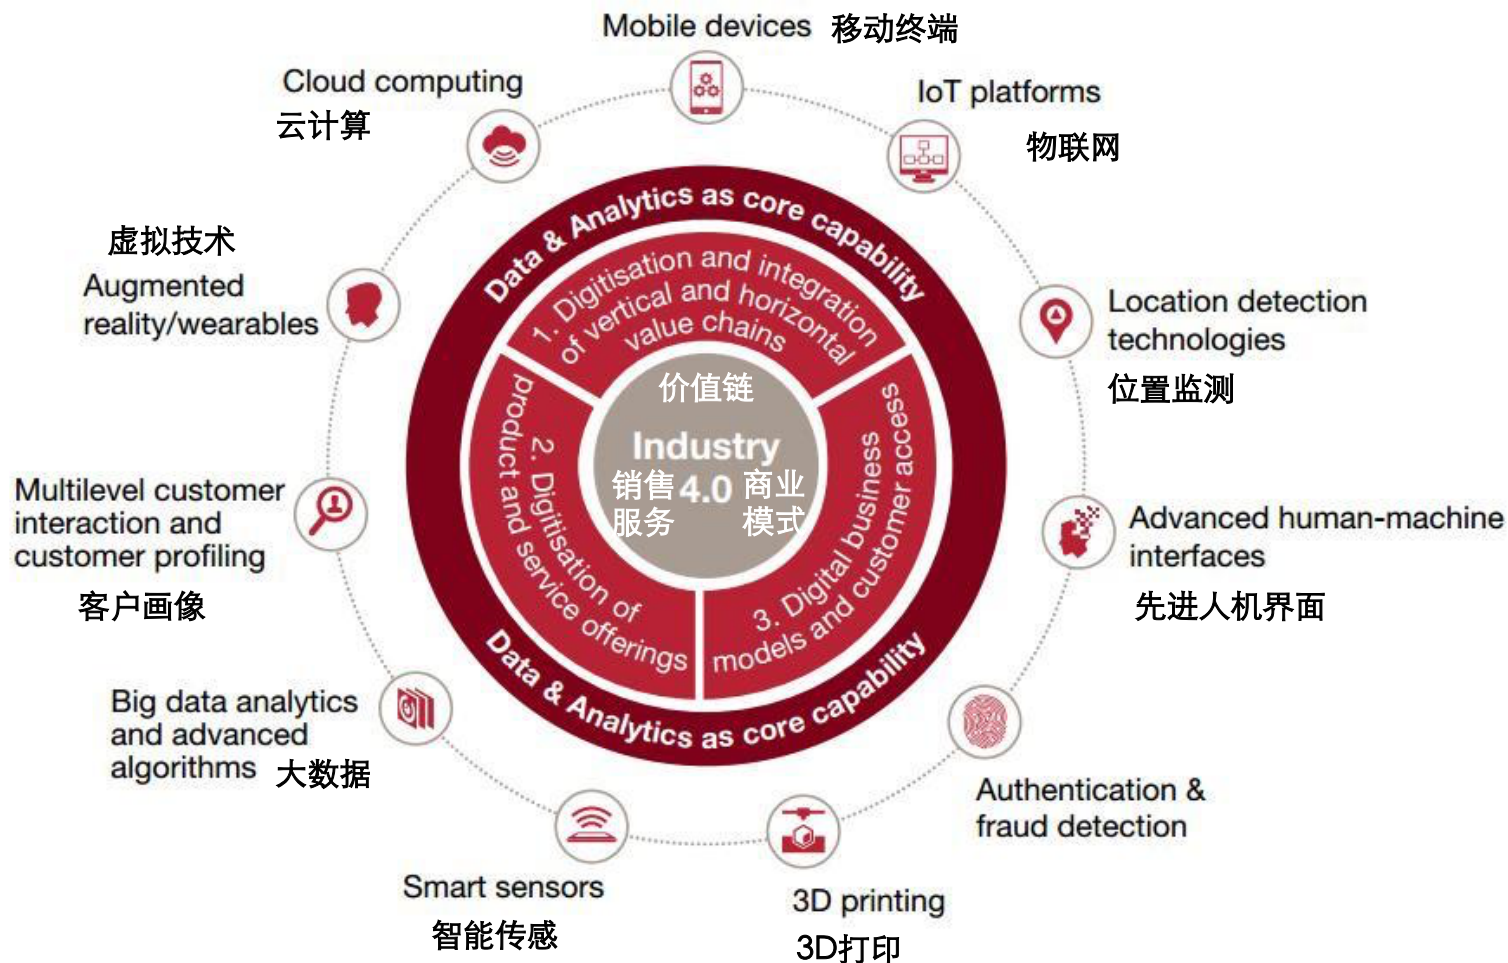 Mobile devices 移动终端
Cloud computing
云计算
IoT platforms
物联网
虚拟技术
Augmented
reality/wearables
Location detection
technologies
位置监测
Multilevel customer
interaction and
customer profiling
客户画像
Advanced human-machine
interfaces
先进人机界面
Big data analytics
and advanced
algorithms 大数据
Authentication &
fraud detection
Smart sensors
智能传感
3D printing
3D打印
Data & Analytics as core capability
1. Digitisation and integration
of vertical and horizontal
value chains
2. Digitisation of
product and service offerings
3. Digital business
models and customer access
价值链
Industry
4.0
销售
服务
商业
模式
Data & Analytics as core capability